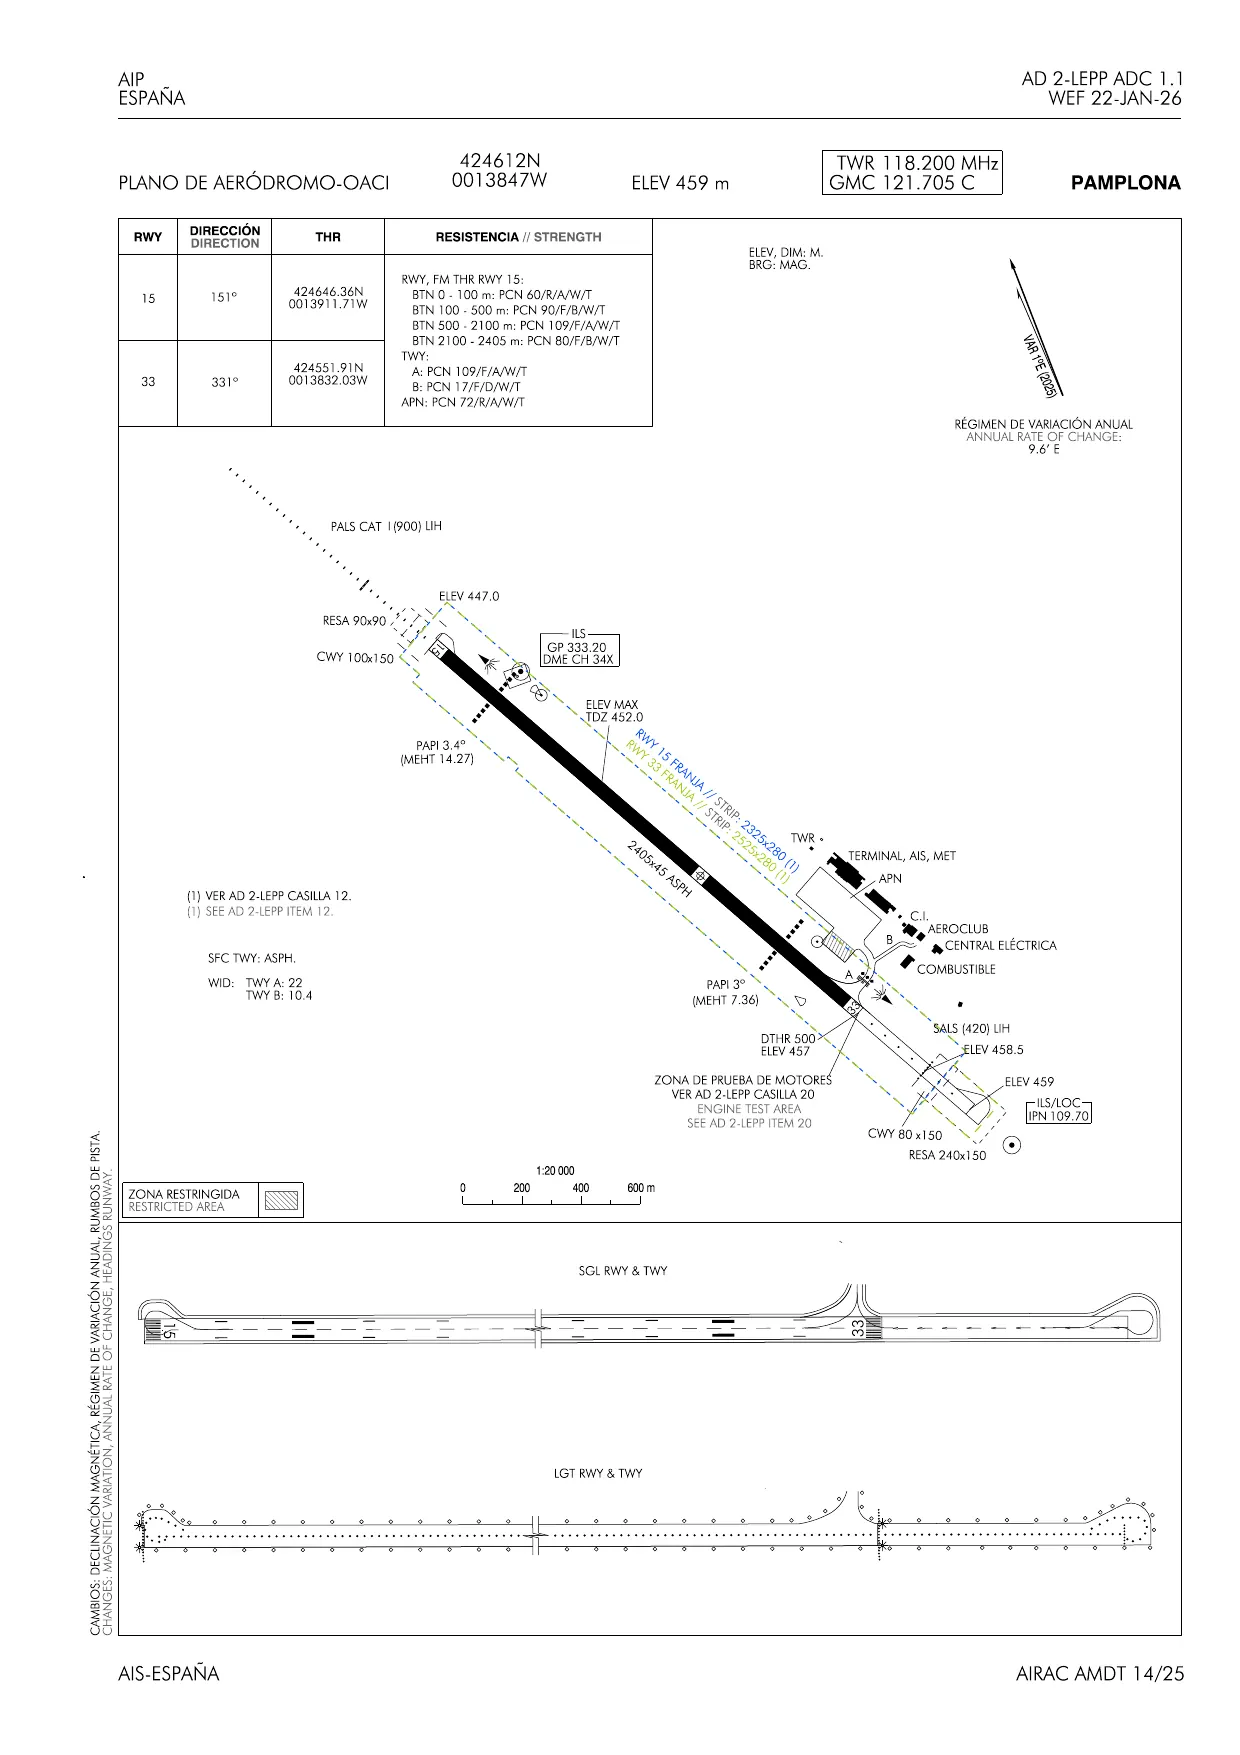 AIP
ESPAÑA
AD 2-LEPP ADC 1.1
WEF 22-JAN-26
PLANO DE AERÓDROMO-OACI
424612N
0013847W
ELEV 459 m
TWR 118.200 MHz
GMC 121.705 C
PAMPLONA
RWY
DIRECCIÓN
DIRECTION
THR
RESISTENCIA // STRENGTH
15
151º
424646.36N
0013911.71W
33
331º
424551.91N
0013832.03W
RWY, FM THR RWY 15:
BTN 0 - 100 m: PCN 60/R/A/W/T
BTN 100 - 500 m: PCN 90/F/B/W/T
BTN 500 - 2100 m: PCN 109/F/A/W/T
BTN 2100 - 2405 m: PCN 80/F/B/W/T
TWY:
A: PCN 109/F/A/W/T
B: PCN 17/F/D/W/T
APN: PCN 72/R/A/W/T
ELEV, DIM: M.
BRG: MAG.
VAR 1ºE (2025)
RÉGIMEN DE VARIACIÓN ANUAL
ANNUAL RATE OF CHANGE:
9.6' E
PALS CAT I (900) LIH
ELEV 447.0
RESA 90x90
CWY 100x150
15
ILS
GP 333.20
DME CH 34X
ELEV MAX
TDZ 452.0
PAPI 3.4º
(MEHT 14.27)
RWY 15 FRANJA // STRIP: 2325x280 (1)
RWY 33 FRANJA // STRIP: 2525x280 (1)
2405x45 ASPH
TWR
TERMINAL, AIS, MET
APN
C.I.
AEROCLUB
B
CENTRAL ELÉCTRICA
COMBUSTIBLE
A
(1) VER AD 2-LEPP CASILLA 12.
(1) SEE AD 2-LEPP ITEM 12.
SFC TWY: ASPH.
WID: TWY A: 22
TWY B: 10.4
PAPI 3º
(MEHT 7.36)
33
SALS (420) LIH
DTHR 500
ELEV 457
ELEV 458.5
ZONA DE PRUEBA DE MOTORES
VER AD 2-LEPP CASILLA 20
ENGINE TEST AREA
SEE AD 2-LEPP ITEM 20
ELEV 459
ILS/LOC
IPN 109.70
CWY 80 x150
RESA 240x150
1:20 000
0 200 400 600 m
ZONA RESTRINGIDA
RESTRICTED AREA
SGL RWY & TWY
15
33
LGT RWY & TWY
CAMBIOS: DECLINACIÓN MAGNÉTICA, RÉGIMEN DE VARIACIÓN ANUAL, RUMBOS DE PISTA.
CHANGES: MAGNETIC VARIATION, ANNUAL RATE OF CHANGE, HEADINGS RUNWAY.
AIS-ESPAÑA
AIRAC AMDT 14/25